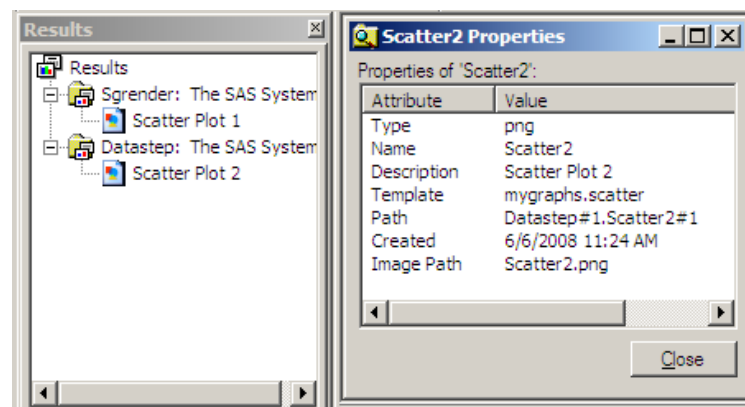 Results
Results
Sgrender: The SAS System
Scatter Plot 1
Datastep: The SAS System
Scatter Plot 2
Scatter2 Properties
Properties of 'Scatter2':
Attribute Value
Type png
Name Scatter2
Description Scatter Plot 2
Template mygraphs.scatter
Path Datastep#1.Scatter2#1
Created 6/6/2008 11:24 AM
Image Path Scatter2.png
Close